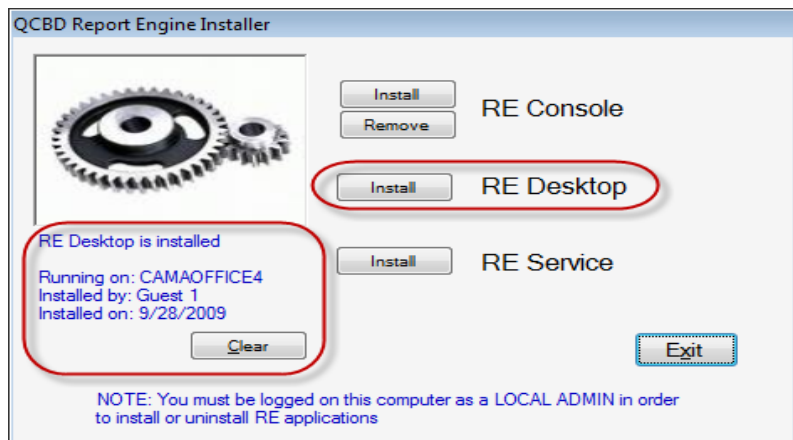 QCBD Report Engine Installer
Install
RE Console
Remove
Install
RE Desktop
RE Desktop is installed
Running on: CAMAOFFICE4
Installed by: Guest 1
Installed on: 9/28/2009
Clear
Install
RE Service
Exit
NOTE: You must be logged on this computer as a LOCAL ADMIN in order
to install or uninstall RE applications